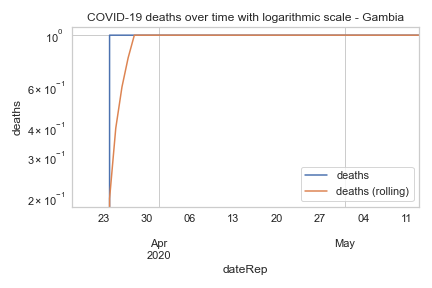 COVID-19 deaths over time with logarithmic scale - Gambia
10⁰
6 × 10⁻¹
4 × 10⁻¹
3 × 10⁻¹
2 × 10⁻¹
deaths
deaths
deaths (rolling)
23 30 06 13 20 27 04 11
Apr May
2020
dateRep